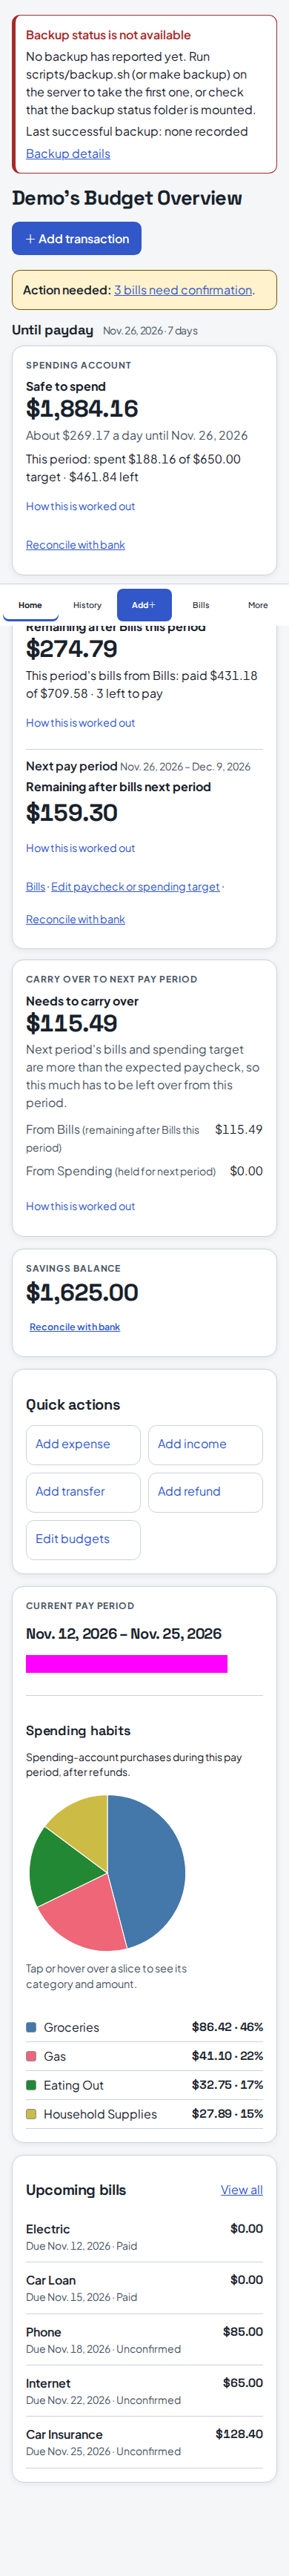 Backup status is not available
No backup has reported yet. Run
scripts/backup.sh (or make backup) on
the server to take the first one, or check
that the backup status folder is mounted.
Last successful backup: none recorded
Backup details
Demo's Budget Overview
+ Add transaction
Action needed: 3 bills need confirmation.
Until payday Nov. 26, 2026 · 7 days
SPENDING ACCOUNT
Safe to spend
$1,884.16
About $269.17 a day until Nov. 26, 2026
This period: spent $188.16 of $650.00
target · $461.84 left
How this is worked out
Reconcile with bank
Home History Add+ Bills More
Remaining after Bills this period
$274.79
This period's bills from Bills: paid $431.18
of $709.58 · 3 left to pay
How this is worked out
Next pay period Nov. 26, 2026 – Dec. 9, 2026
Remaining after bills next period
$159.30
How this is worked out
Bills · Edit paycheck or spending target ·
Reconcile with bank
CARRY OVER TO NEXT PAY PERIOD
Needs to carry over
$115.49
Next period's bills and spending target
are more than the expected paycheck, so
this much has to be left over from this
period.
From Bills (remaining after Bills this $115.49
period)
From Spending (held for next period) $0.00
How this is worked out
SAVINGS BALANCE
$1,625.00
Reconcile with bank
Quick actions
Add expense Add income
Add transfer Add refund
Edit budgets
CURRENT PAY PERIOD
Nov. 12, 2026 – Nov. 25, 2026
Spending habits
Spending-account purchases during this pay
period, after refunds.
Tap or hover over a slice to see its
category and amount.
Groceries $86.42 · 46%
Gas $41.10 · 22%
Eating Out $32.75 · 17%
Household Supplies $27.89 · 15%
Upcoming bills View all
Electric $0.00
Due Nov. 12, 2026 · Paid
Car Loan $0.00
Due Nov. 15, 2026 · Paid
Phone $85.00
Due Nov. 18, 2026 · Unconfirmed
Internet $65.00
Due Nov. 22, 2026 · Unconfirmed
Car Insurance $128.40
Due Nov. 25, 2026 · Unconfirmed